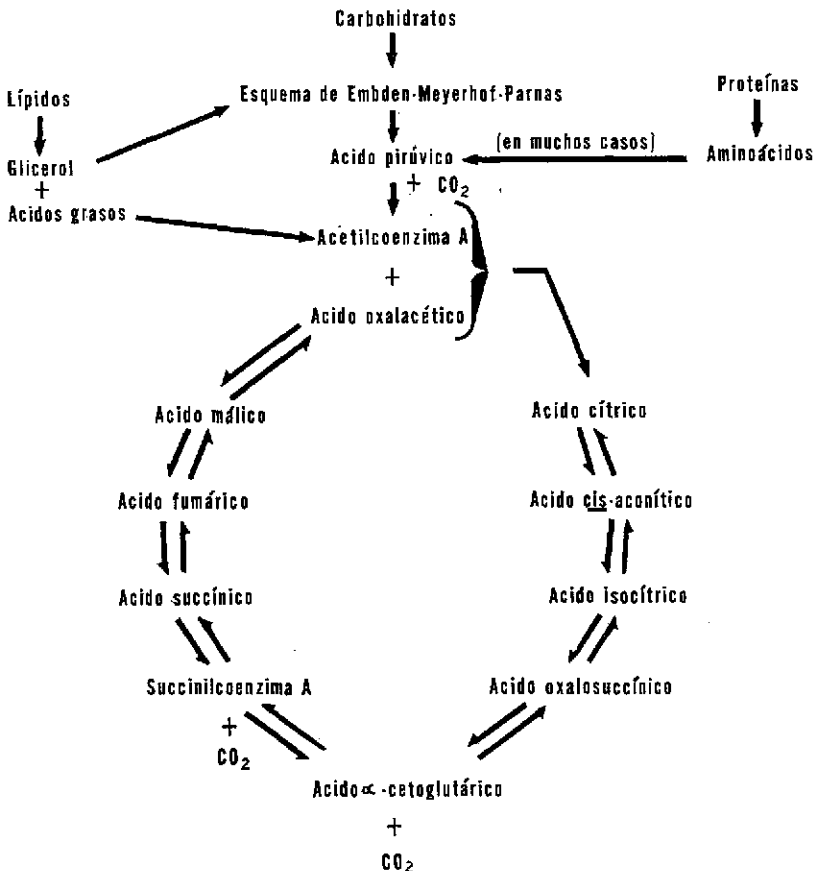 Carbohidratos
Esquema de Embden-Meyerhof-Parnas
Lípidos
Proteínas
(en muchos casos)
Glicerol
Acido pirúvico
Aminoácidos
+
+ CO₂
Acidos grasos
Acetilcoenzima A
+
Acido oxalacético
Acido málico
Acido cítrico
Acido fumárico
Acido cis-aconítico
Acido succínico
Acido isocítrico
Succinilcoenzima A
Acido oxalosuccínico
+
CO₂
Acido∝-cetoglutárico
+
CO₂